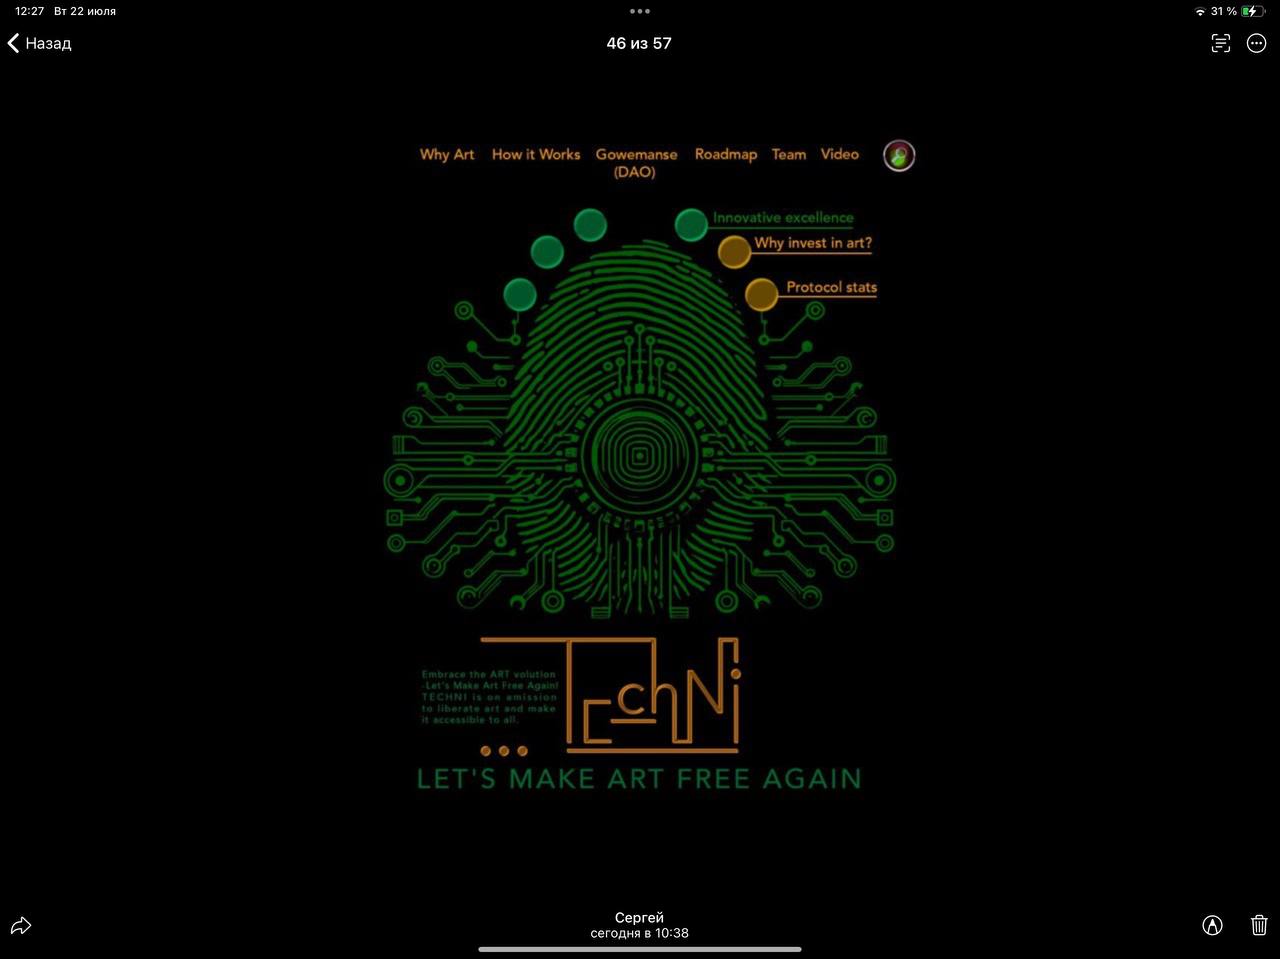 12:27 Вт 22 июля
31 %
Назад
46 из 57
Why Art How it Works Gowemanse Roadmap Team Video
(DAO)
Innovative excellence
Why invest in art?
Protocol stats
TEchNi
Embrace the ART volution
-Let's Make Art Free Again!
TECHN1 is on emission
to liberate art and make
it accessible to all.
LET'S MAKE ART FREE AGAIN
Сергей
сегодня в 10:38